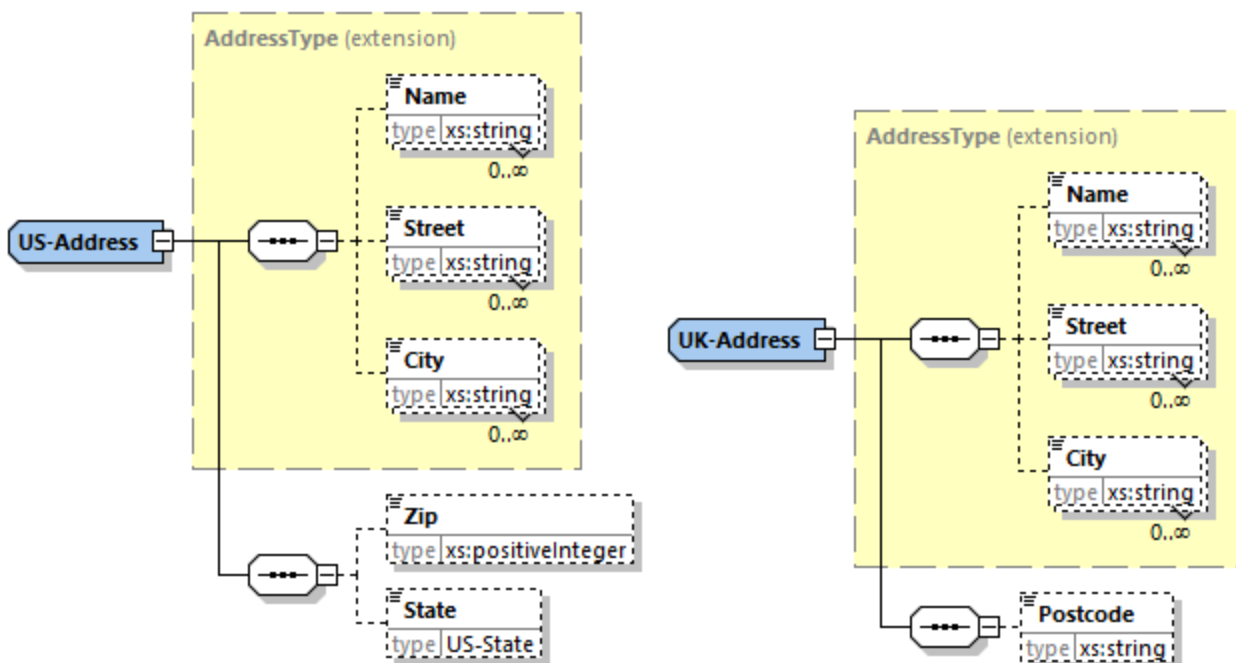 AddressType (extension)
Name
type xs:string
0..∞
US-Address
Street
type xs:string
0..∞
City
type xs:string
0..∞
Zip
type xs:positiveInteger
State
type US-State
AddressType (extension)
Name
type xs:string
0..∞
UK-Address
Street
type xs:string
0..∞
City
type xs:string
0..∞
Postcode
type xs:string